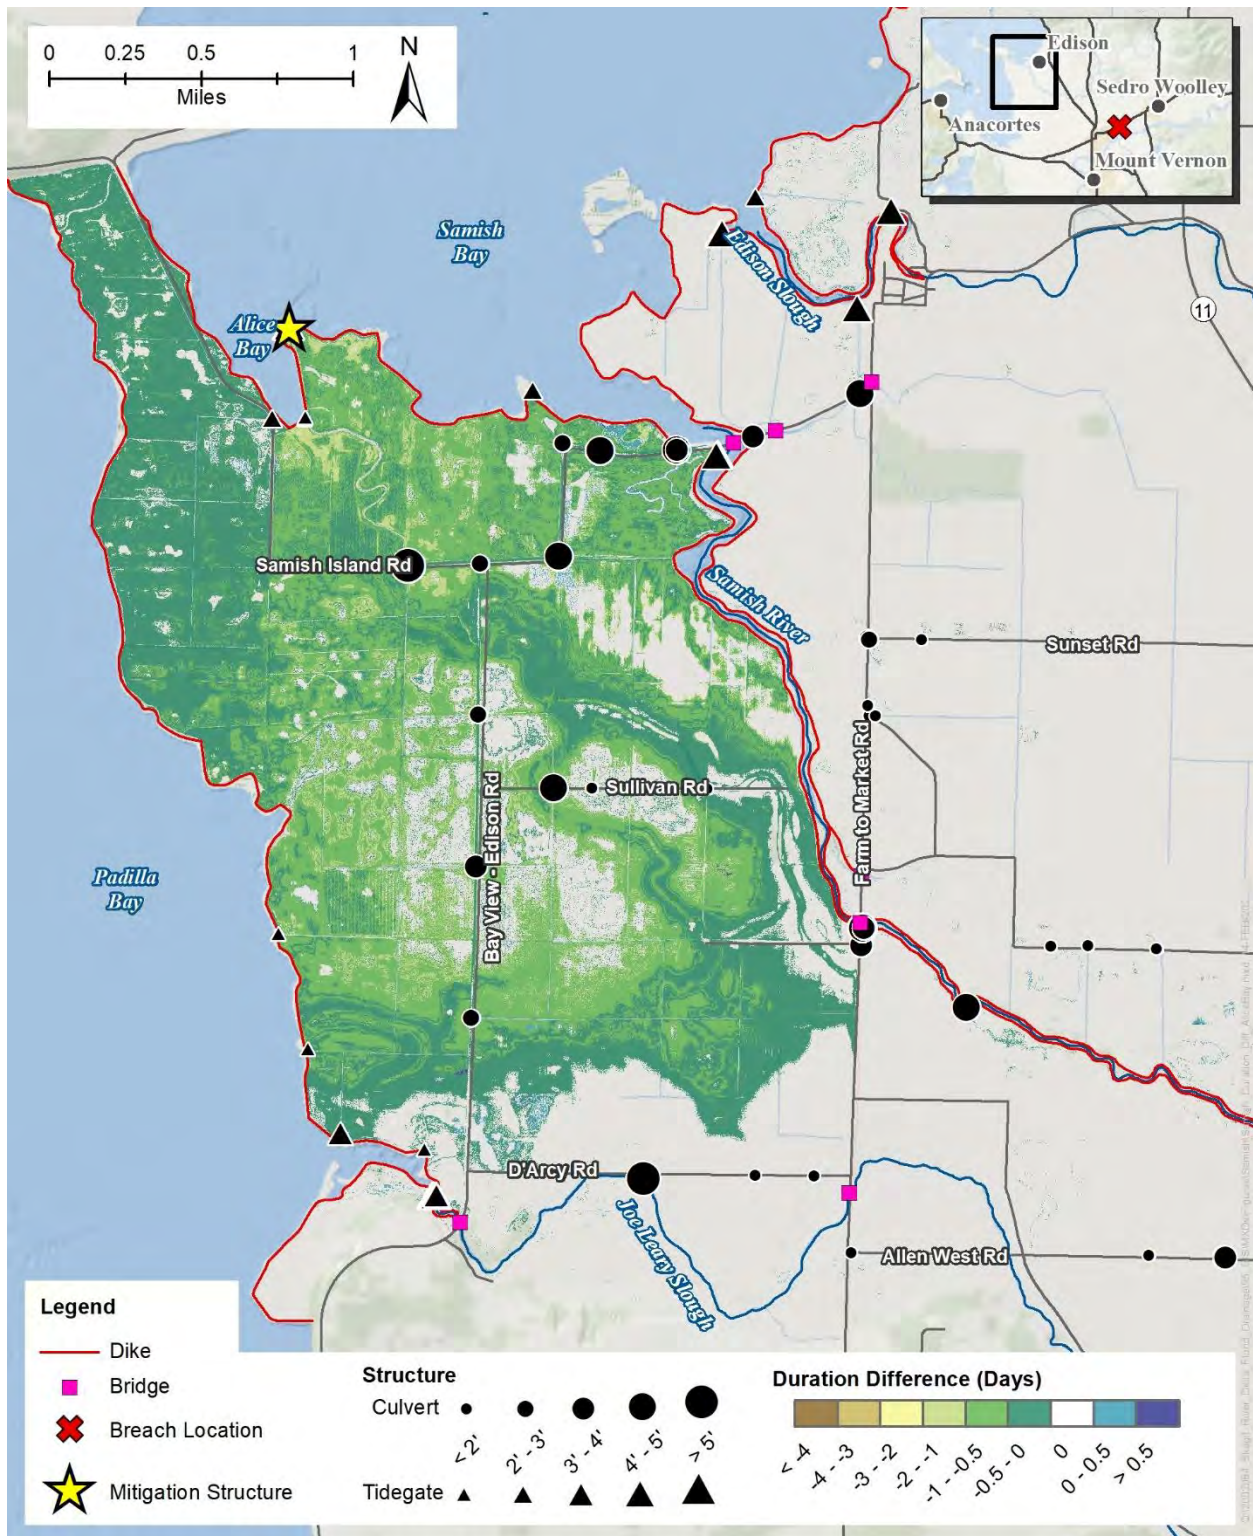 0 0.25 0.5 1
Miles
N
Edison
Sedro Woolley
Anacortes
Mount Vernon
Samish
Bay
Edison Slough
11
Alice
Bay
Samish Island Rd
Samish River
Sunset Rd
Farm to Market Rd
Sullivan Rd
Bay View - Edison Rd
Padilla
Bay
D'Arcy Rd
Joe Leary Slough
Allen West Rd
Legend
Dike
Bridge
Breach Location
Mitigation Structure
Structure
Culvert
< 2' 2' - 3' 3' - 4' 4' - 5' > 5'
Tidegate
Duration Difference (Days)
< -4 -4 - -3 -3 - -2 -2 - -1 -1 - -0.5 -0.5 - 0 0 0 - 0.5 > 0.5